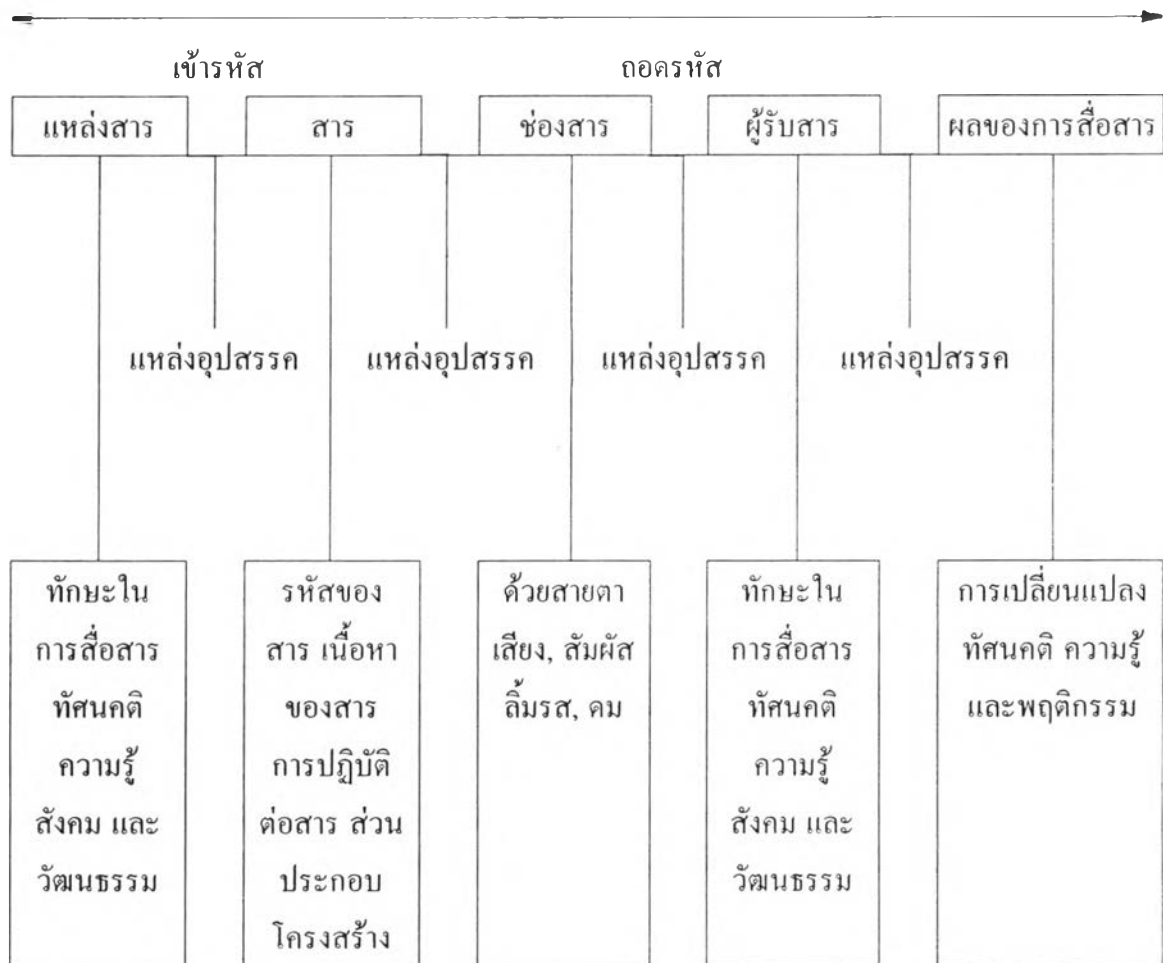 เข้ารหัส ถอดรหัส
แหล่งสาร สาร ช่องสาร ผู้รับสาร ผลของการสื่อสาร
แหล่งอุปสรรค แหล่งอุปสรรค แหล่งอุปสรรค แหล่งอุปสรรค
ทักษะใน
การสื่อสาร
ทัศนคติ
ความรู้
สังคม และ
วัฒนธรรม
รหัสของ
สาร เนื้อหา
ของสาร
การปฏิบัติ
ต่อสาร ส่วน
ประกอบ
โครงสร้าง
ด้วยสายตา
เสียง, สัมผัส
ลิ้มรส, ดม
ทักษะใน
การสื่อสาร
ทัศนคติ
ความรู้
สังคม และ
วัฒนธรรม
การเปลี่ยนแปลง
ทัศนคติ ความรู้
และพฤติกรรม